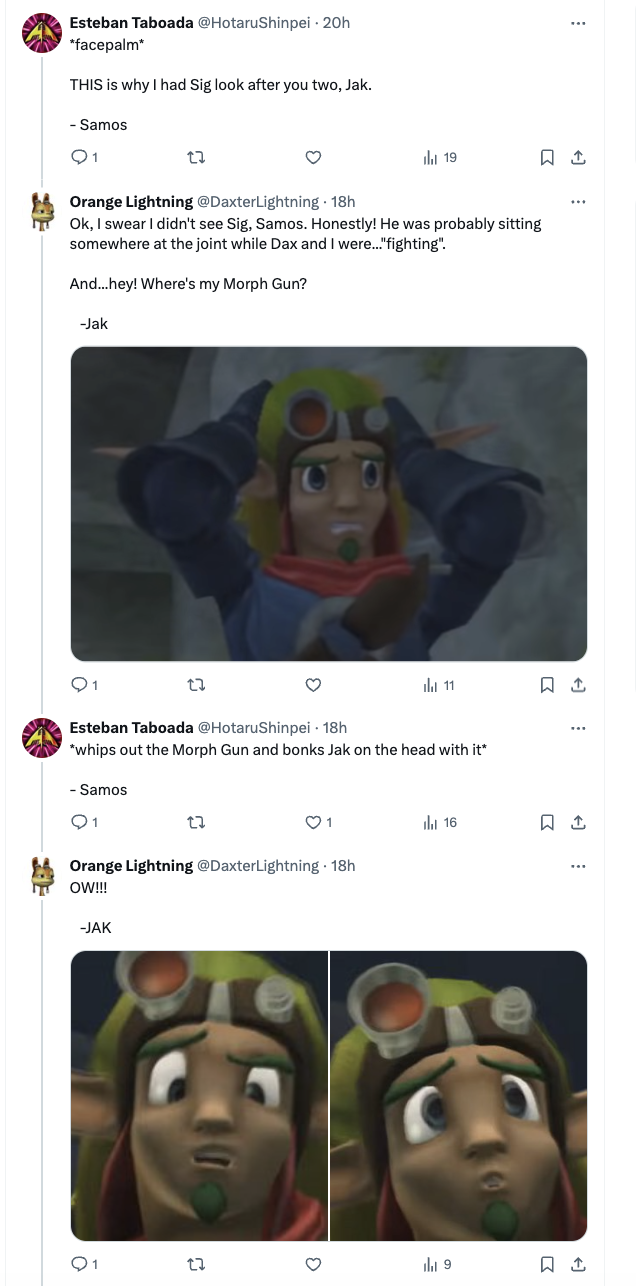 Esteban Taboada @HotaruShinpei · 20h
*facepalm*
THIS is why I had Sig look after you two, Jak.
- Samos
1 19
Orange Lightning @DaxterLightning · 18h
Ok, I swear I didn't see Sig, Samos. Honestly! He was probably sitting
somewhere at the joint while Dax and I were..."fighting".
And...hey! Where's my Morph Gun?
-Jak
1 11
Esteban Taboada @HotaruShinpei · 18h
*whips out the Morph Gun and bonks Jak on the head with it*
- Samos
1 1 16
Orange Lightning @DaxterLightning · 18h
OW!!!
-JAK
1 9